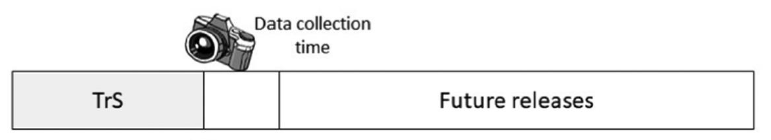 Data collection
time
TrS
Future releases